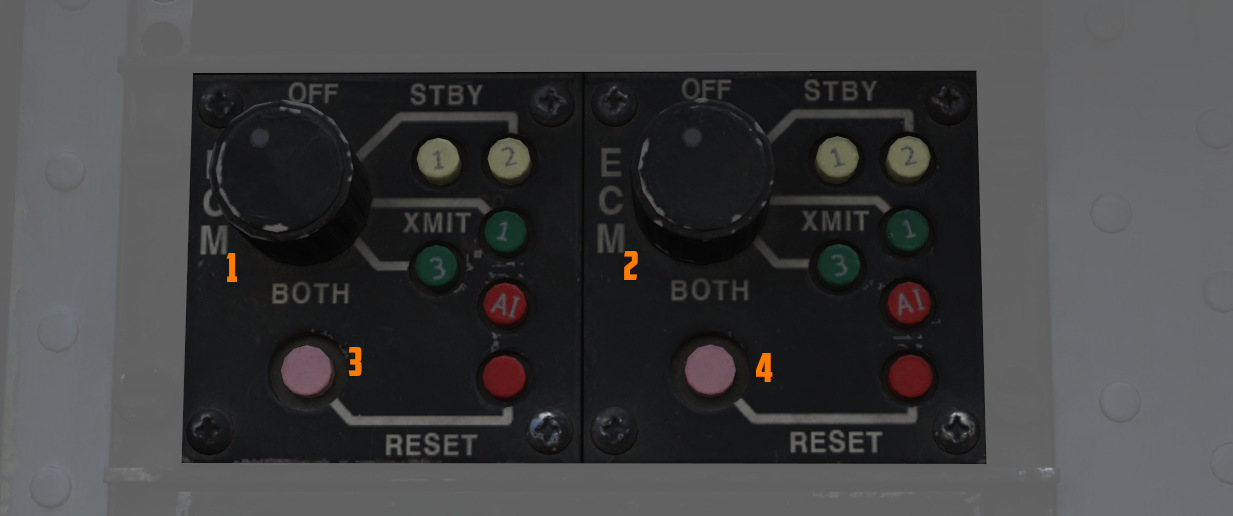 OFF STBY OFF STBY
1 2 E 1 2
C C
M XMIT 1 M XMIT 1
1 3 2 3
BOTH AI BOTH AI
3 4
RESET RESET